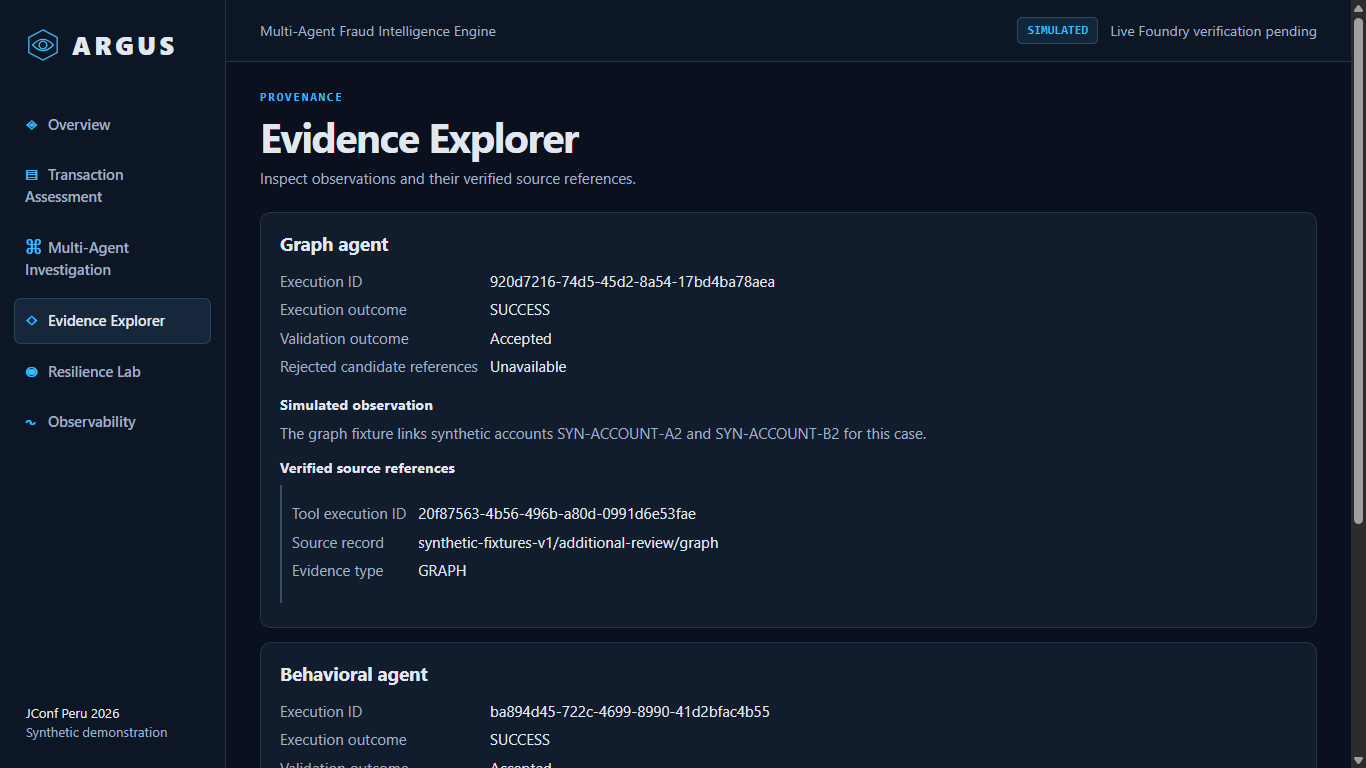 ARGUS
Multi-Agent Fraud Intelligence Engine
SIMULATED
Live Foundry verification pending
Overview
Transaction
Assessment
Multi-Agent
Investigation
Evidence Explorer
Resilience Lab
Observability
JConf Peru 2026
Synthetic demonstration
PROVENANCE
Evidence Explorer
Inspect observations and their verified source references.
Graph agent
Execution ID 920d7216-74d5-45d2-8a54-17bd4ba78aea
Execution outcome SUCCESS
Validation outcome Accepted
Rejected candidate references Unavailable
Simulated observation
The graph fixture links synthetic accounts SYN-ACCOUNT-A2 and SYN-ACCOUNT-B2 for this case.
Verified source references
Tool execution ID 20f87563-4b56-496b-a80d-0991d6e53fae
Source record synthetic-fixtures-v1/additional-review/graph
Evidence type GRAPH
Behavioral agent
Execution ID ba894d45-722c-4699-8990-41d2bfac4b55
Execution outcome SUCCESS
Validation outcome Accepted